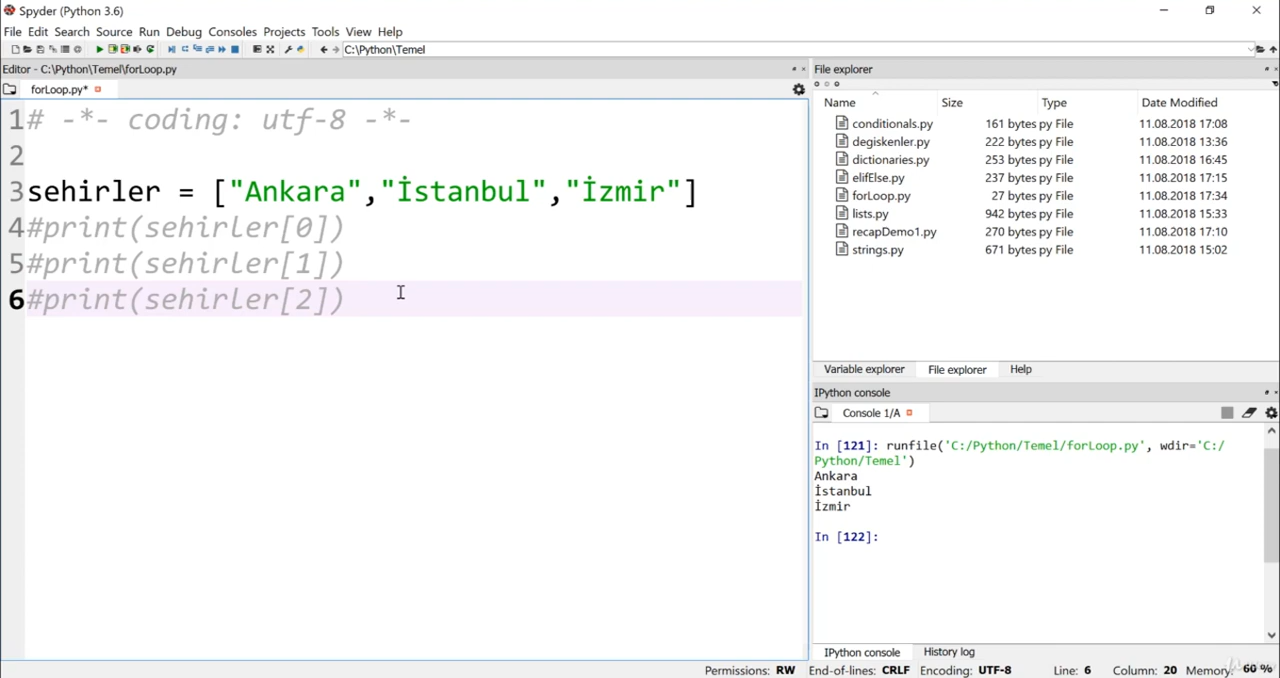 Spyder (Python 3.6)
File Edit Search Source Run Debug Consoles Projects Tools View Help
C:\Python\Temel
Editor - C:\Python\Temel\forLoop.py
forLoop.py*
1 # -*- coding: utf-8 -*-
2
3 sehirler = ["Ankara","İstanbul","İzmir"]
4 #print(sehirler[0])
5 #print(sehirler[1])
6 #print(sehirler[2])
File explorer
Name Size Type Date Modified
conditionals.py 161 bytes py File 11.08.2018 17:08
degiskenler.py 222 bytes py File 11.08.2018 13:36
dictionaries.py 253 bytes py File 11.08.2018 16:45
elifElse.py 237 bytes py File 11.08.2018 17:15
forLoop.py 27 bytes py File 11.08.2018 17:34
lists.py 942 bytes py File 11.08.2018 15:33
recapDemo1.py 270 bytes py File 11.08.2018 17:10
strings.py 671 bytes py File 11.08.2018 15:02
Variable explorer File explorer Help
IPython console
Console 1/A
In [121]: runfile('C:/Python/Temel/forLoop.py', wdir='C:/
Python/Temel')
Ankara
İstanbul
İzmir
In [122]:
IPython console History log
Permissions: RW End-of-lines: CRLF Encoding: UTF-8 Line: 6 Column: 20 Memory: 60 %